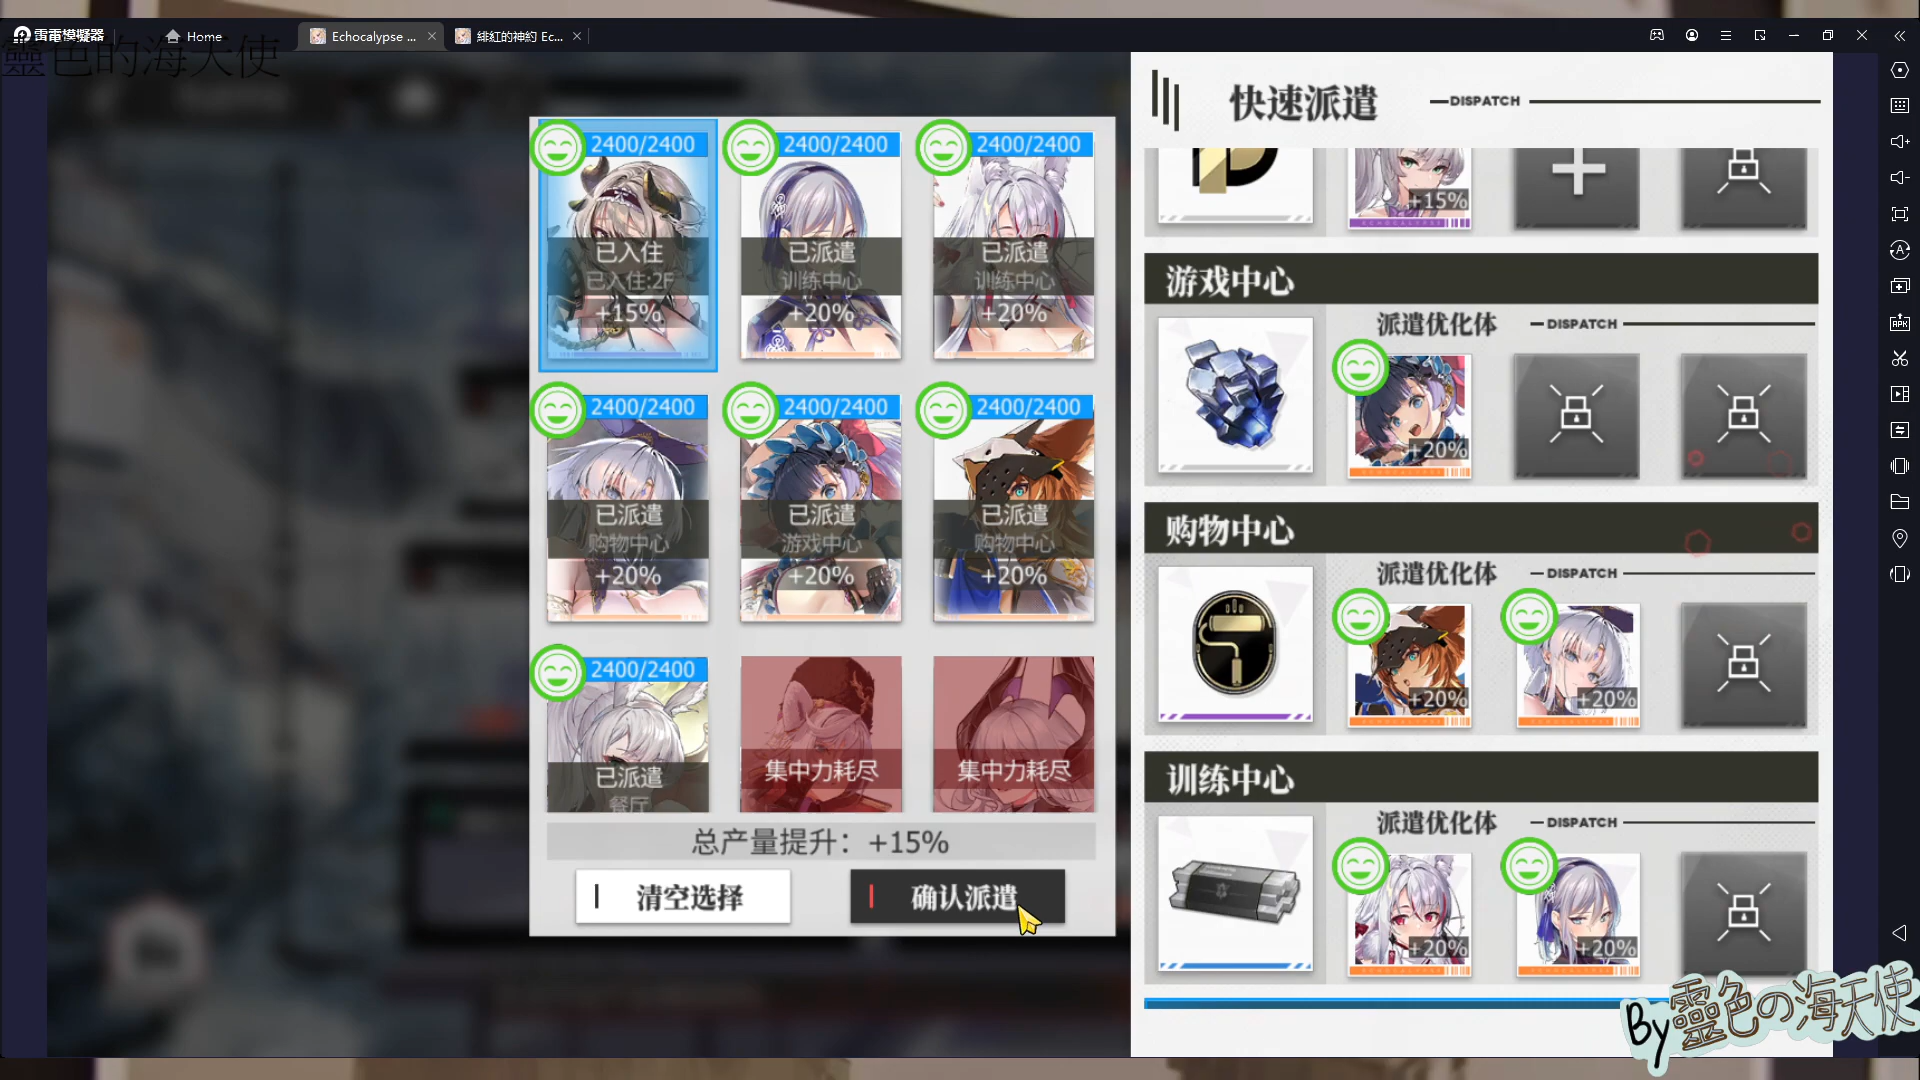 雷電模擬器
Home
Echocalypse ...
緋紅的神約 Ec...
靈色的海天使
快速派遣
DISPATCH
2400/2400
2400/2400
2400/2400
已入住
已入住:2F
+15%
已派遣
训练中心
+20%
已派遣
训练中心
+20%
2400/2400
2400/2400
2400/2400
已派遣
购物中心
+20%
已派遣
游戏中心
+20%
已派遣
购物中心
+20%
2400/2400
已派遣
餐厅
集中力耗尽
集中力耗尽
总产量提升：+15%
清空选择
确认派遣
+15%
游戏中心
派遣优化体
DISPATCH
+20%
购物中心
派遣优化体
DISPATCH
+20%
+20%
训练中心
派遣优化体
DISPATCH
+20%
+20%
By靈色の海天使